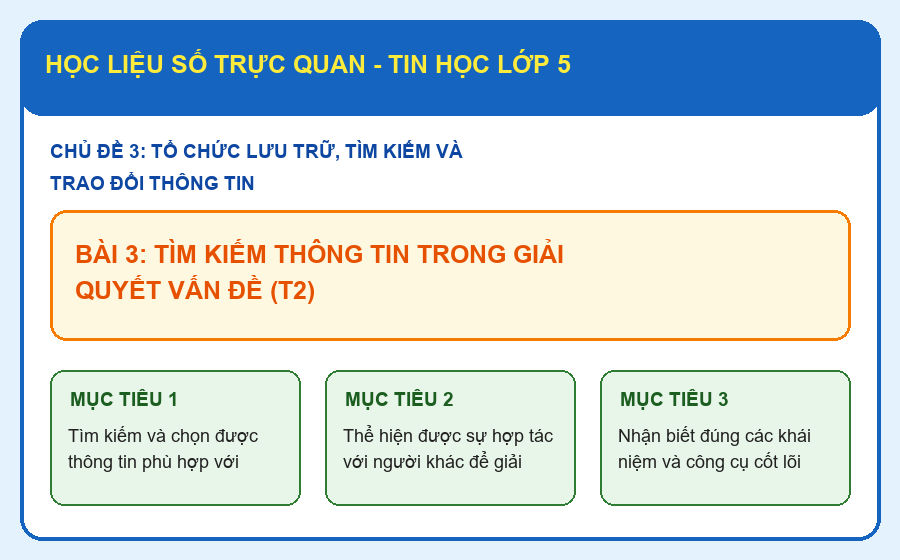 HỌC LIỆU SỐ TRỰC QUAN - TIN HỌC LỚP 5
CHỦ ĐỀ 3: TỔ CHỨC LƯU TRỮ, TÌM KIẾM VÀ
TRAO ĐỔI THÔNG TIN
BÀI 3: TÌM KIẾM THÔNG TIN TRONG GIẢI
QUYẾT VẤN ĐỀ (T2)
MỤC TIÊU 1
Tìm kiếm và chọn được
thông tin phù hợp với
MỤC TIÊU 2
Thể hiện được sự hợp tác
với người khác để giải
MỤC TIÊU 3
Nhận biết đúng các khái
niệm và công cụ cốt lõi